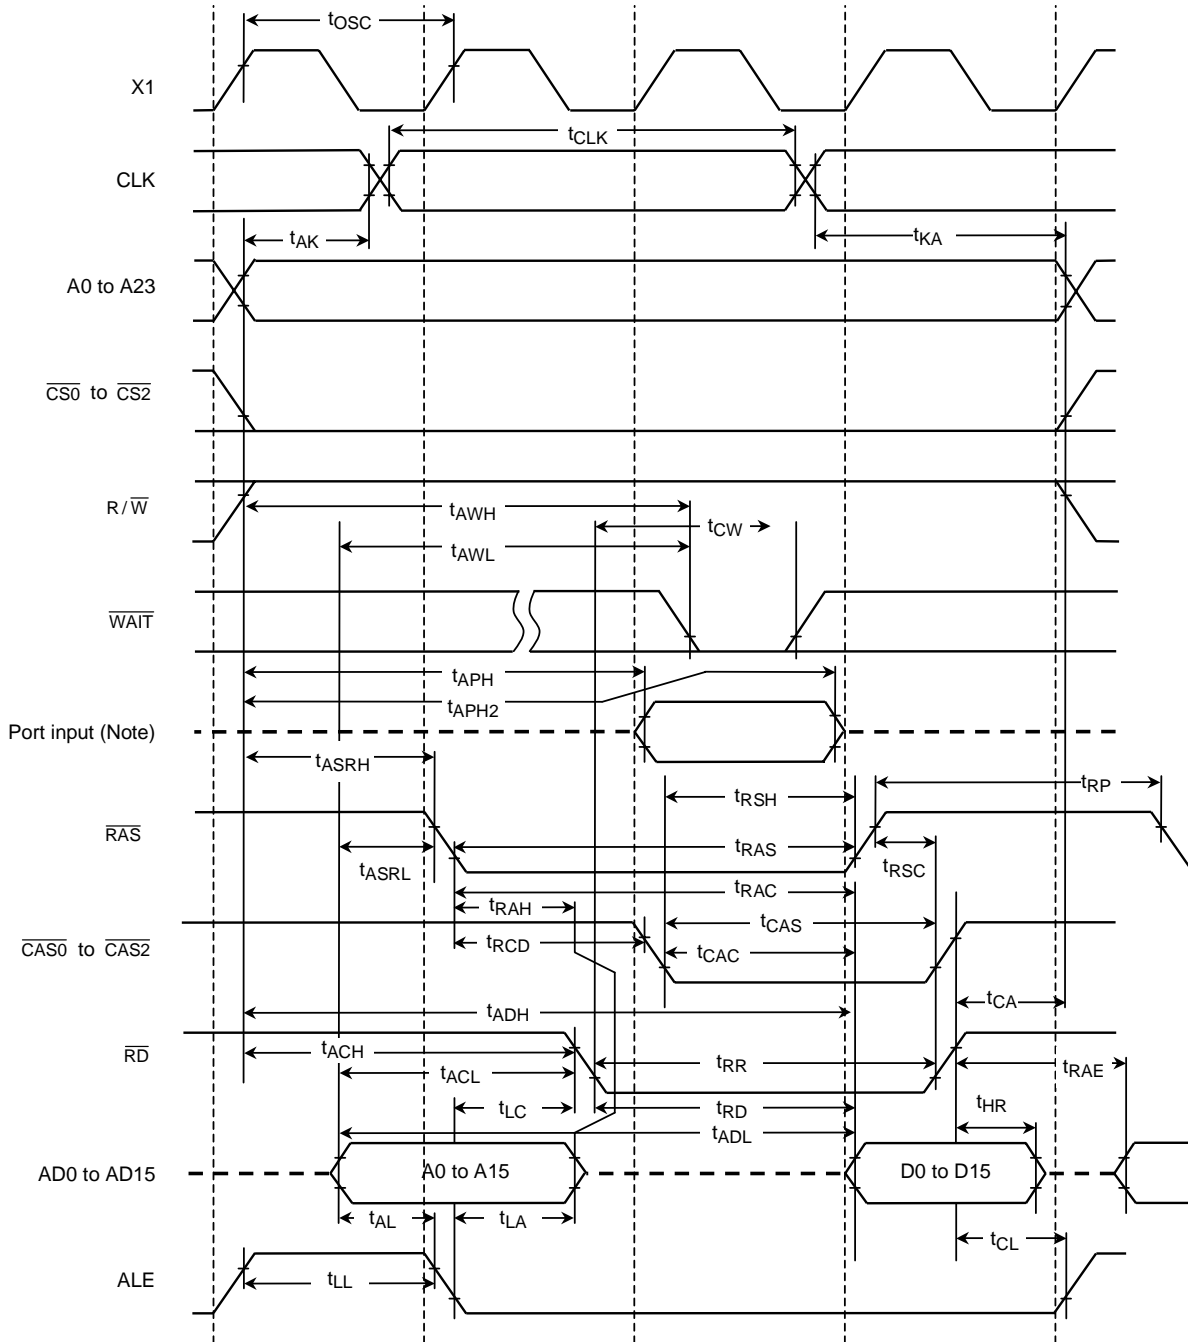 tOSC
X1
tCLK
CLK
tAK
tKA
A0 to A23
CS0 to CS2
R/W
tAWH
tCW
tAWL
WAIT
tAPH
tAPH2
Port input (Note)
tASRH
tRP
tRSH
RAS
tRAS
tASRL
tRSC
tRAC
tRAH
tCAS
tRCD
CAS0 to CAS2
tCAC
tCA
tADH
tACH
RD
tRR
tRAE
tACL
tLC
tRD
tHR
tADL
AD0 to AD15
A0 to A15
D0 to D15
tAL
tLA
tCL
ALE
tLL